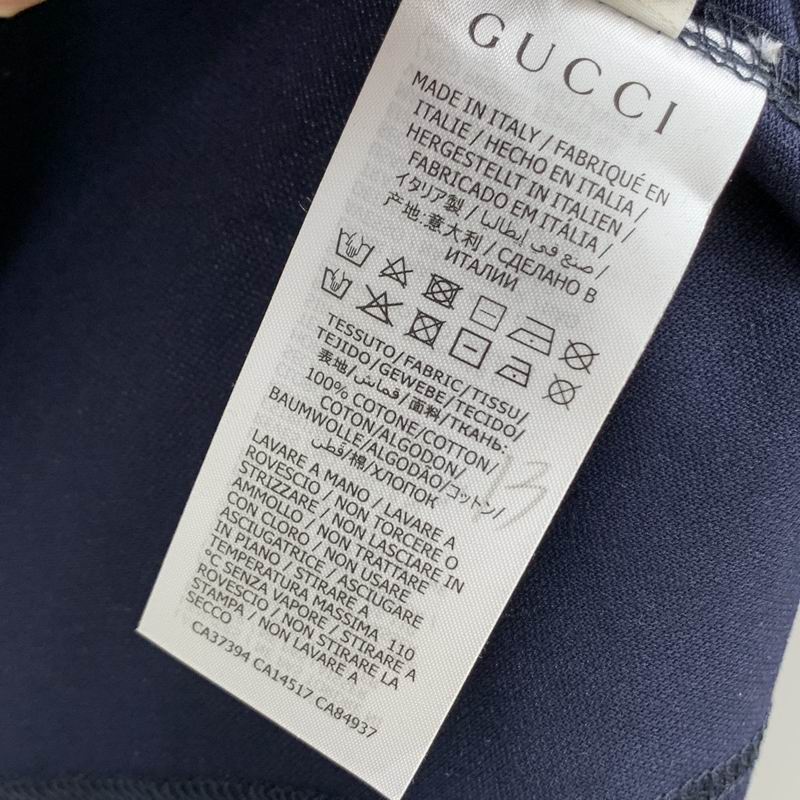 GUCCI
MADE IN ITALY / FABRIQUÉ EN
ITALIE / HECHO EN ITALIA /
HERGESTELLT IN ITALIEN /
FABRICADO EM ITÁLIA /
イタリア製 / صنع في إيطاليا /
产地:意大利 / СДЕЛАНО В
ИТАЛИИ
TESSUTO/FABRIC/TISSU/
TEJIDO/GEWEBE/TECIDO/
表地/قماش/面料/ТКАНЬ:
100% COTONE/COTTON/
COTON/ALGODON/
BAUMWOLLE/ALGODÃO/コットン/
قطن/棉/ХЛОПОК
13
LAVARE A MANO / LAVARE A
ROVESCIO / NON TORCERE O
STRIZZARE / NON LASCIARE IN
AMMOLLO / NON TRATTARE
CON CLORO / NON USARE
ASCIUGATRICE / ASCIUGARE
IN PIANO / STIRARE A
TEMPERATURA MASSIMA 110
°C SENZA VAPORE / STIRARE A
ROVESCIO / NON STIRARE LA
STAMPA / NON LAVARE A
SECCO
CA37394 CA14517 CA84937